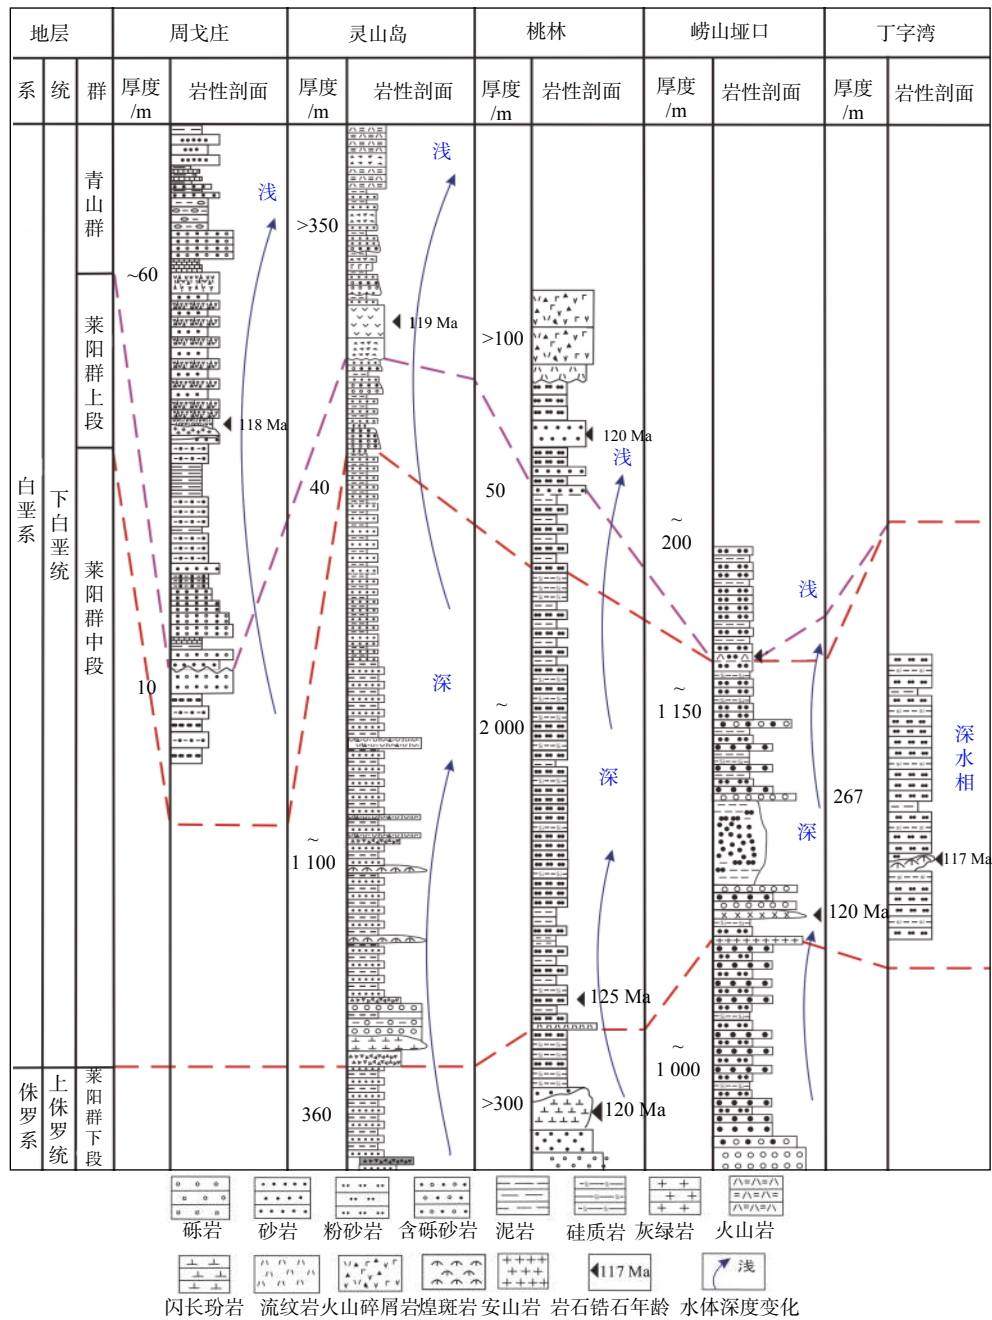 地层
周戈庄
灵山岛
桃林
崂山垭口
丁字湾
系
统
群
厚度
/m
岩性剖面
厚度
/m
岩性剖面
厚度
/m
岩性剖面
厚度
/m
岩性剖面
厚度
/m
岩性剖面
白垩系
下白垩统
青山群
莱阳群上段
莱阳群中段
侏罗系
上侏罗统
莱阳群下段
~60
10
浅
118 Ma
>350
40
~
1 100
360
浅
119 Ma
深
>100
50
~
2 000
>300
120 Ma
浅
深
125 Ma
120 Ma
~
200
~
1 150
~
1 000
浅
深
120 Ma
267
深水相
117 Ma
砾岩
砂岩
粉砂岩
含砾砂岩
泥岩
硅质岩
灰绿岩
火山岩
117 Ma
浅
闪长玢岩
流纹岩
火山碎屑岩
煌斑岩
安山岩
岩石锆石年龄
水体深度变化